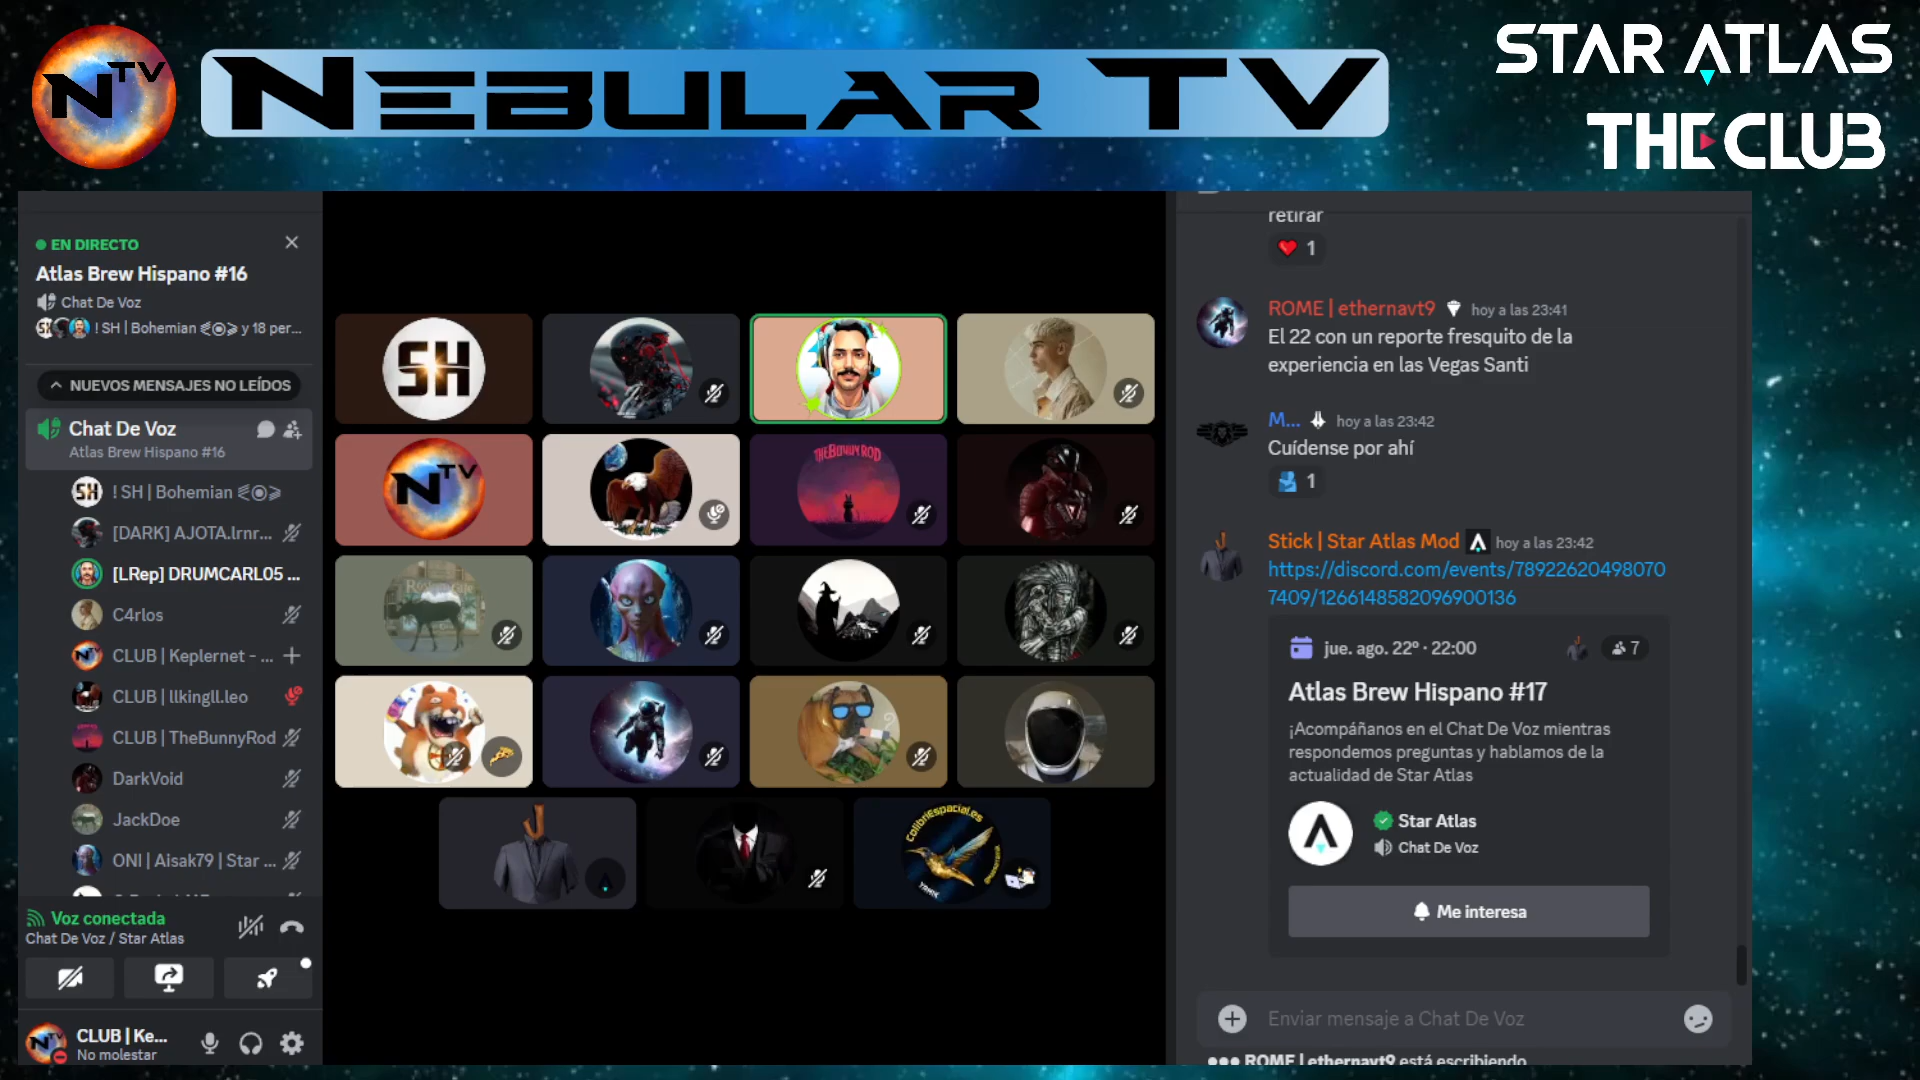 NTV
NEBULAR TV
STAR ATLAS
THE CLUB
EN DIRECTO
Atlas Brew Hispano #16
Chat De Voz
! SH | Bohemian y 18 per...
NUEVOS MENSAJES NO LEÍDOS
Chat De Voz
Atlas Brew Hispano #16
SH ! SH | Bohemian
[DARK] AJOTA.lrnr...
[LRep] DRUMCARL05 ...
C4rlos
CLUB | Keplernet - ...
CLUB | llkingll.leo
CLUB | TheBunnyRod
DarkVoid
JackDoe
ONI | Aisak79 | Star ...
Voz conectada
Chat De Voz / Star Atlas
CLUB | Ke...
No molestar
SH
NTV
THE BUNNY ROD
ColibriEspacial.es
retirar
1
ROME | ethernavt9 hoy a las 23:41
El 22 con un reporte fresquito de la
experiencia en las Vegas Santi
M... hoy a las 23:42
Cuídense por ahí
1
Stick | Star Atlas Mod hoy a las 23:42
https://discord.com/events/78922620498070
7409/1266148582096900136
jue. ago. 22º · 22:00
7
Atlas Brew Hispano #17
¡Acompáñanos en el Chat De Voz mientras
respondemos preguntas y hablamos de la
actualidad de Star Atlas
Star Atlas
Chat De Voz
Me interesa
Enviar mensaje a Chat De Voz
ROME | ethernavt9 está escribiendo